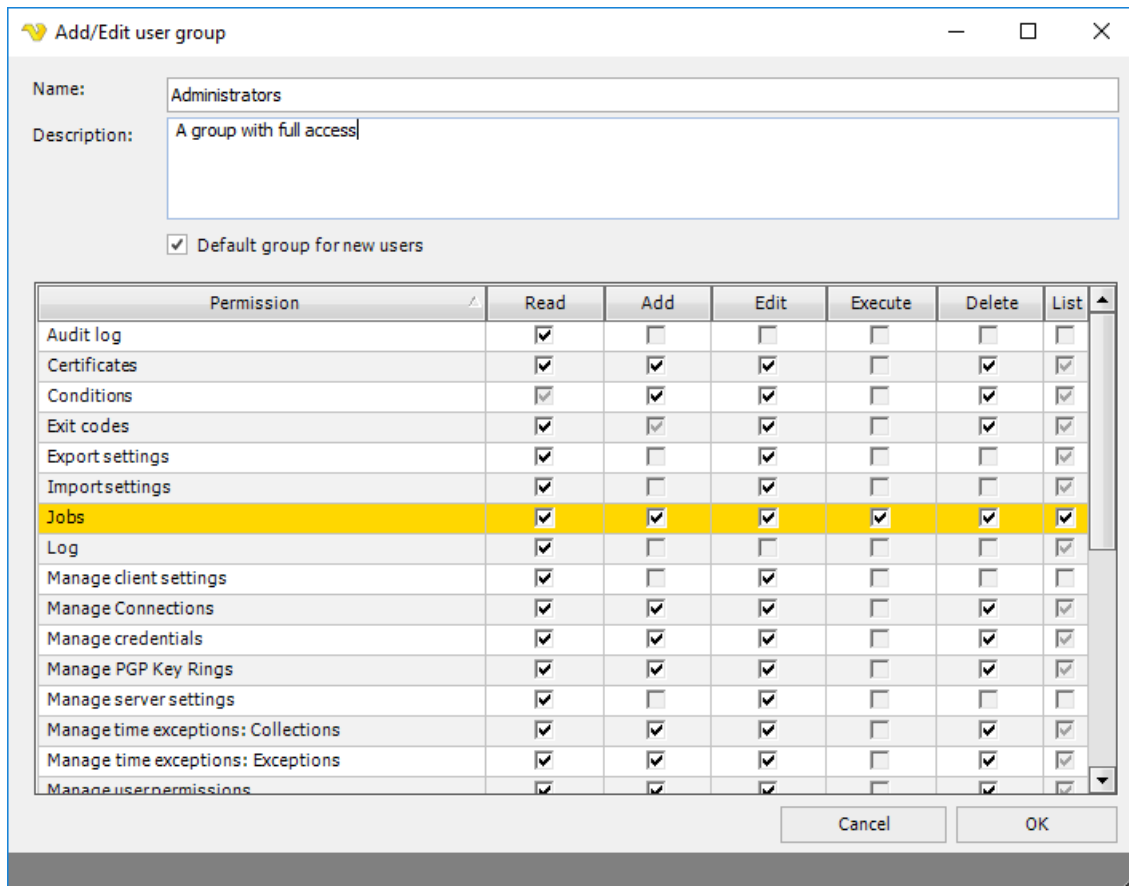 Add/Edit user group
Name: Administrators
Description: A group with full access
Default group for new users
Permission Read Add Edit Execute Delete List
Audit log
Certificates
Conditions
Exit codes
Export settings
Import settings
Jobs
Log
Manage client settings
Manage Connections
Manage credentials
Manage PGP Key Rings
Manage server settings
Manage time exceptions: Collections
Manage time exceptions: Exceptions
Manage user permissions
Cancel OK